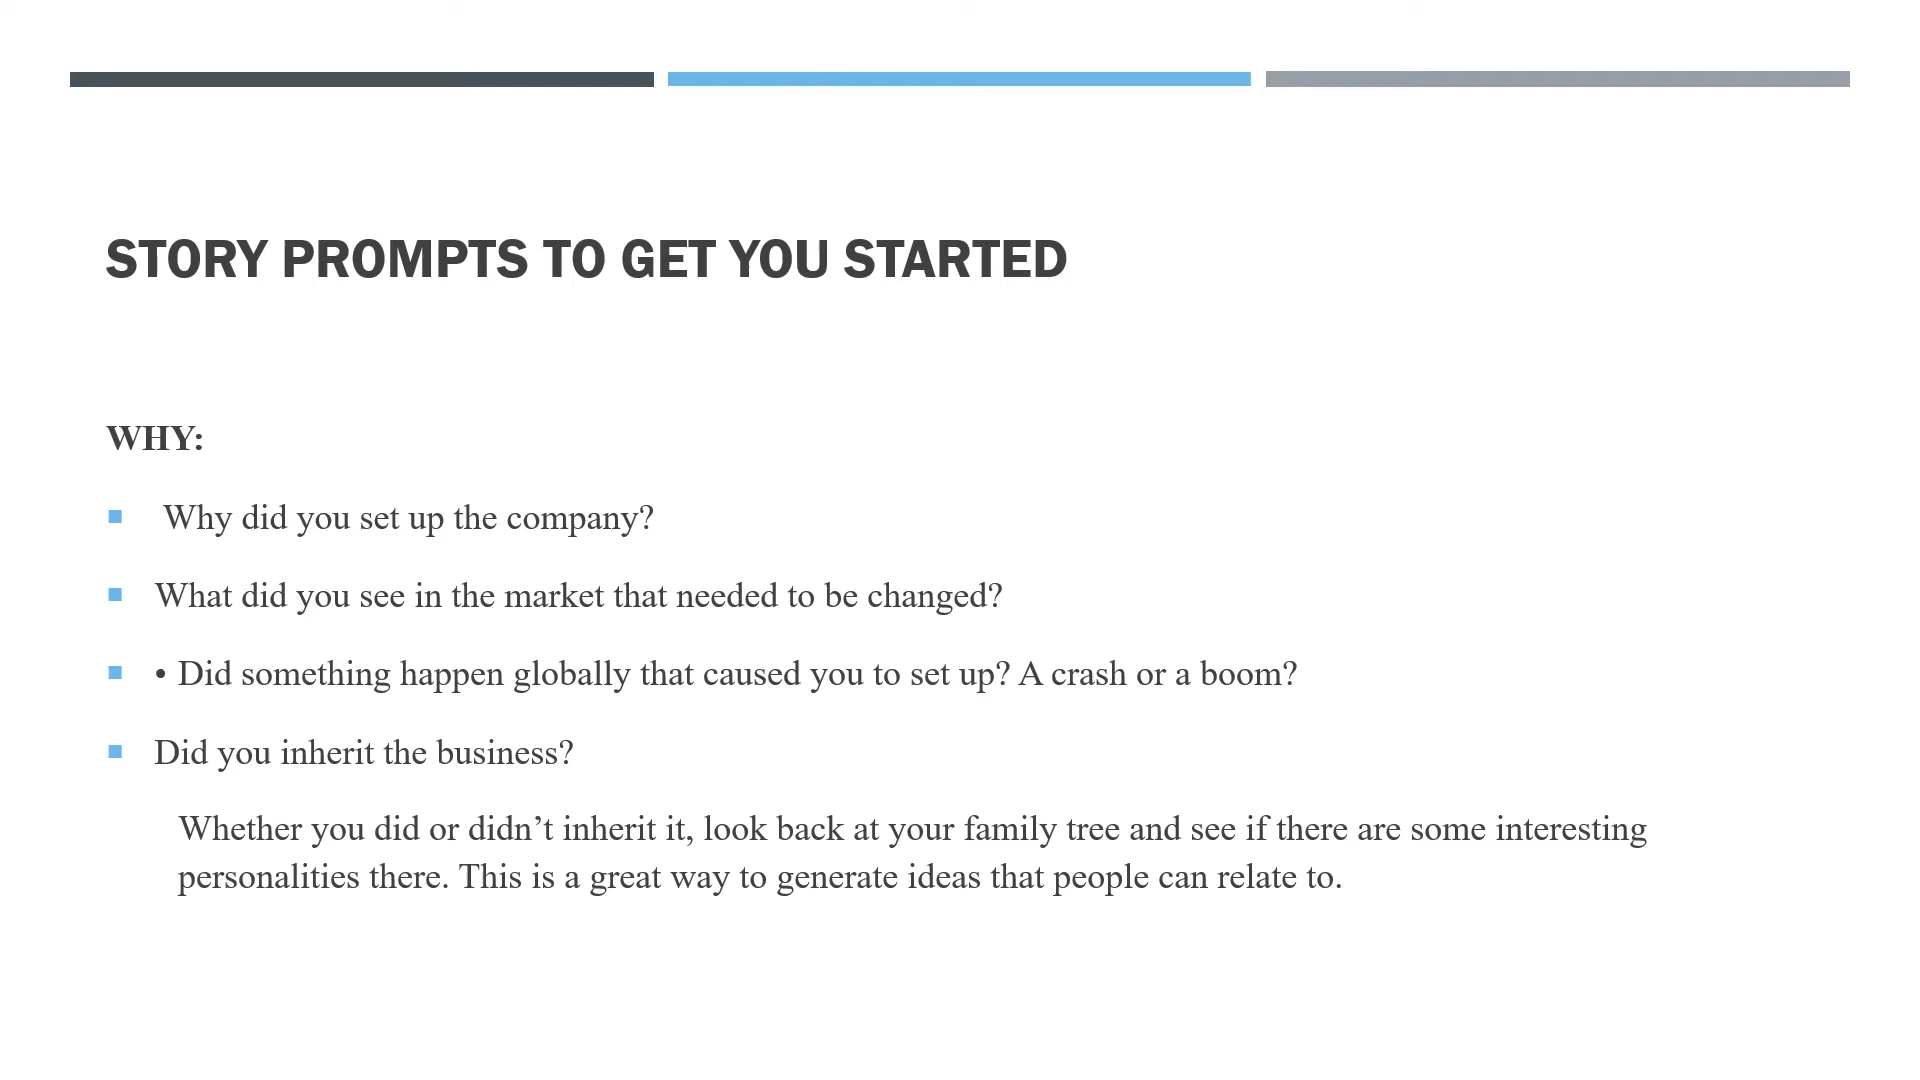 STORY PROMPTS TO GET YOU STARTED
WHY:
Why did you set up the company?
What did you see in the market that needed to be changed?
• Did something happen globally that caused you to set up? A crash or a boom?
Did you inherit the business?
Whether you did or didn’t inherit it, look back at your family tree and see if there are some interesting
personalities there. This is a great way to generate ideas that people can relate to.